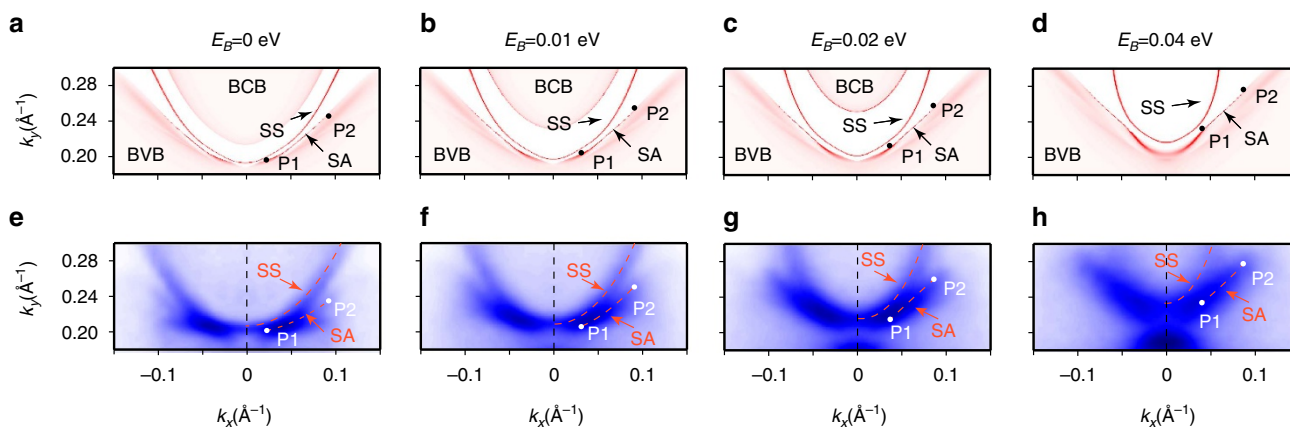 a b c d
E_B=0 eV E_B=0.01 eV E_B=0.02 eV E_B=0.04 eV
k_y(Å⁻¹)
0.28
0.24
0.20
BCB
SS
P2
P1
SA
BVB
BCB
SS
P2
P1
SA
BVB
BCB
SS
P2
P1
SA
BVB
SS
P2
P1
SA
BVB
e f g h
k_y(Å⁻¹)
0.28
0.24
0.20
SS
P2
P1
SA
SS
P2
P1
SA
SS
P2
P1
SA
SS
P2
P1
SA
−0.1 0 0.1 −0.1 0 0.1 −0.1 0 0.1 −0.1 0 0.1
k_x(Å⁻¹) k_x(Å⁻¹) k_x(Å⁻¹) k_x(Å⁻¹)